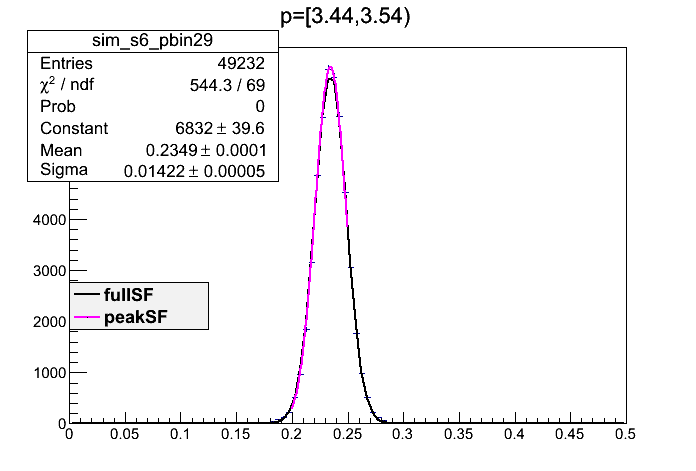 p=[3.44,3.54)
sim_s6_pbin29
Entries 49232
χ² / ndf 544.3 / 69
Prob 0
Constant 6832 ± 39.6
Mean 0.2349 ± 0.0001
Sigma 0.01422 ± 0.00005
4000
3000
fullSF
peakSF
2000
1000
0
0 0.05 0.1 0.15 0.2 0.25 0.3 0.35 0.4 0.45 0.5